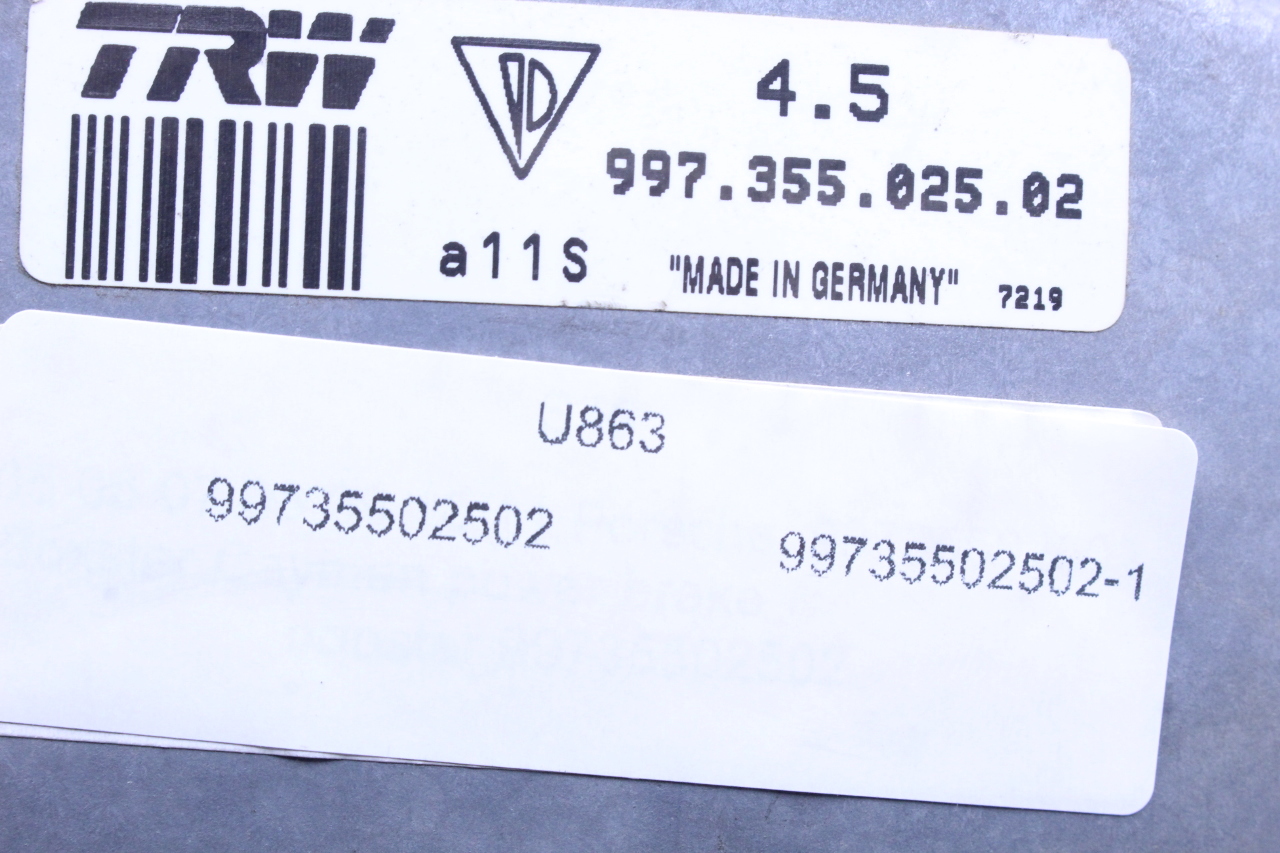 TRW
4.5
997.355.025.02
a11S
"MADE IN GERMANY" 7219
U863
99735502502
99735502502-1